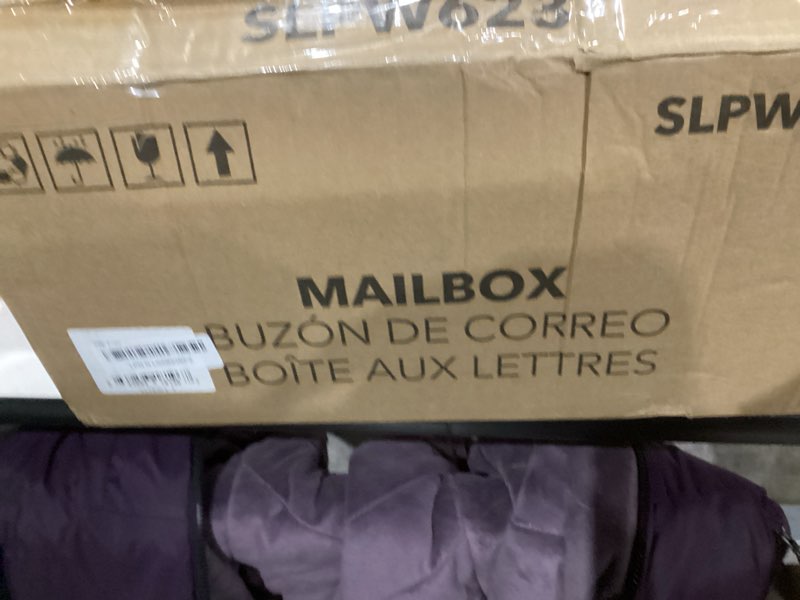 SLPW623
SLPW
MAILBOX
BUZÓN DE CORREO
BOÎTE AUX LETTRES